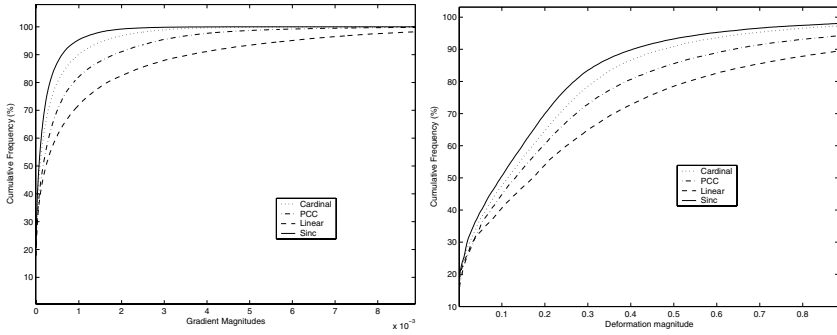 100
90
80
70
60
50
40
30
20
10
Cumulative Frequency (%)
Cardinal
PCC
Linear
Sinc
0 1 2 3 4 5 6 7 8
Gradient Magnitudes
x 10⁻³
100
90
80
70
60
50
40
30
20
10
Cumulative Frequency (%)
Cardinal
PCC
Linear
Sinc
0.1 0.2 0.3 0.4 0.5 0.6 0.7 0.8
Deformation magnitude